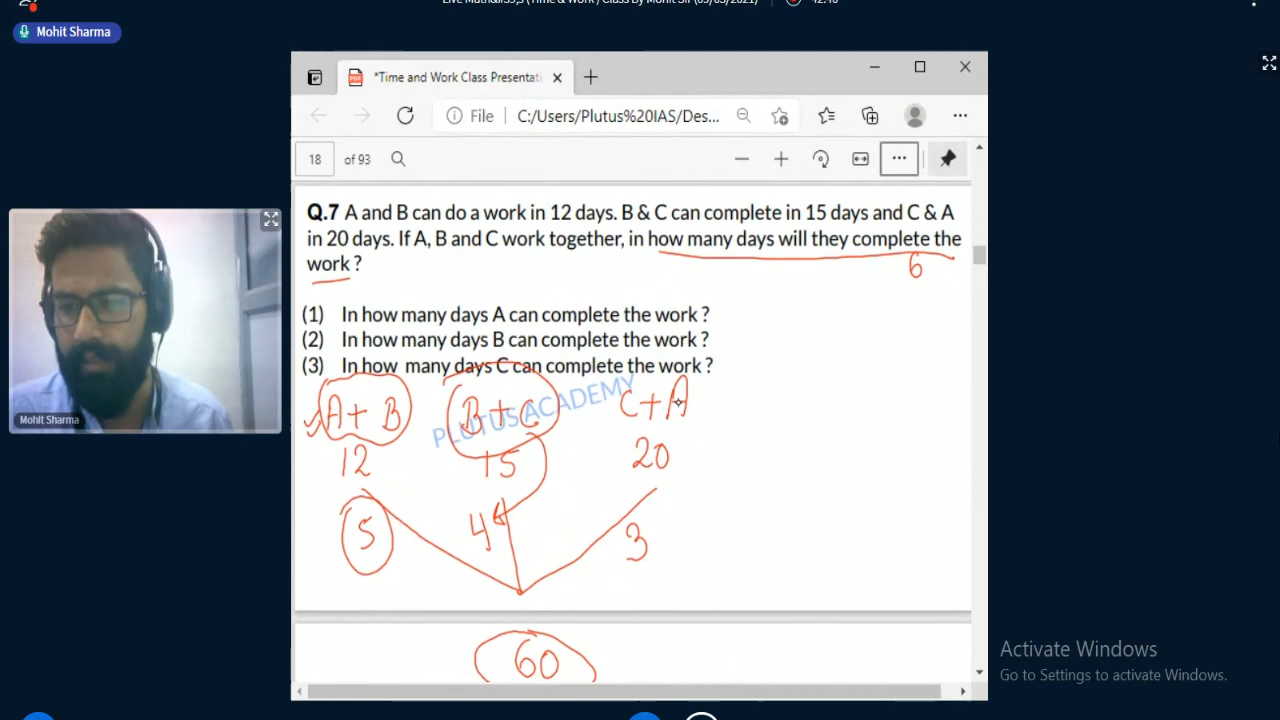 Mohit Sharma
*Time and Work Class Presentati
File
C:/Users/Plutus%20IAS/Des...
18
of 93
Q.7 A and B can do a work in 12 days. B & C can complete in 15 days and C & A
in 20 days. If A, B and C work together, in how many days will they complete the
work ?
6
(1) In how many days A can complete the work ?
(2) In how many days B can complete the work ?
(3) In how many days C can complete the work ?
A + B B + C C + A
PLUTUS ACADEMY
12 15 20
5 4 3
60
Mohit Sharma
Activate Windows
Go to Settings to activate Windows.